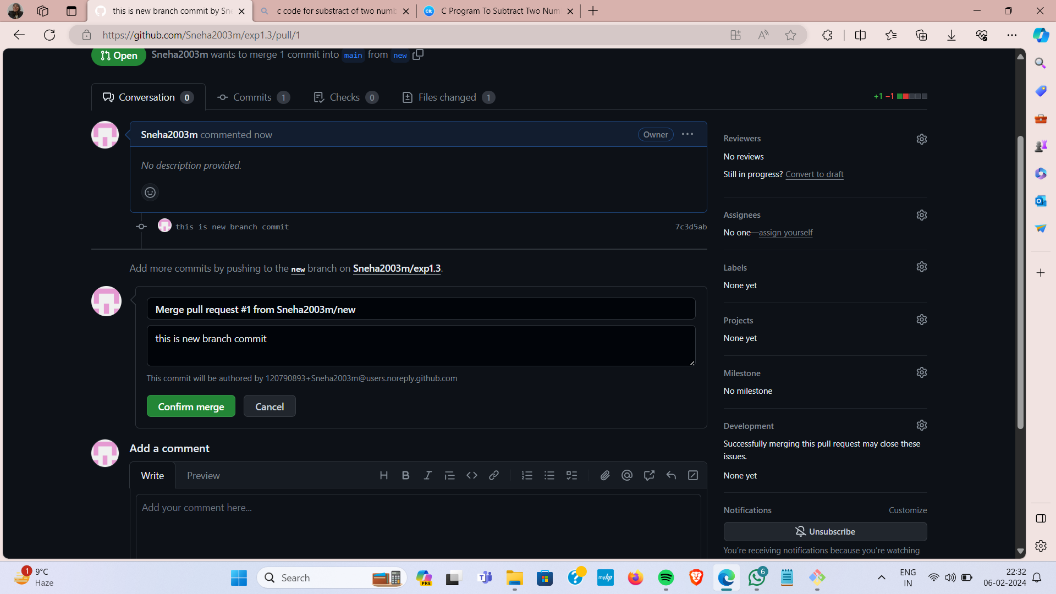 this is new branch commit by Sne
c code for substract of two numb
C Program To Subtract Two Num
https://github.com/Sneha2003m/exp1.3/pull/1
Open
Sneha2003m wants to merge 1 commit into main from new
Conversation 0
Commits 1
Checks 0
Files changed 1
+1 −1
Sneha2003m commented now
Owner
No description provided.
this is new branch commit
7c3d5ab
Add more commits by pushing to the new branch on Sneha2003m/exp1.3.
Merge pull request #1 from Sneha2003m/new
this is new branch commit
This commit will be authored by 120790893+Sneha2003m@users.noreply.github.com
Confirm merge
Cancel
Add a comment
Write
Preview
Add your comment here...
Reviewers
No reviews
Still in progress? Convert to draft
Assignees
No one—assign yourself
Labels
None yet
Projects
None yet
Milestone
No milestone
Development
Successfully merging this pull request may close these
issues.
None yet
Notifications
Customize
Unsubscribe
You're receiving notifications because you're watching
1
9°C
Haze
Search
6
ENG
IN
22:32
06-02-2024